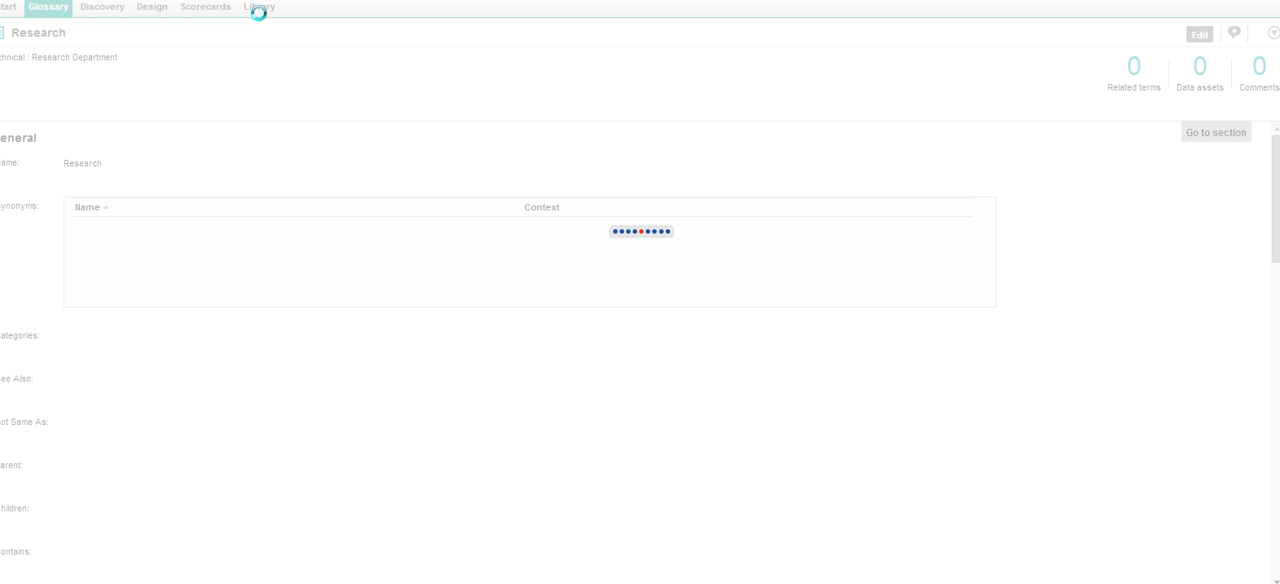 tart Glossary Discovery Design Scorecards Library
Research Edit
chnical : Research Department
0 0 0
Related terms Data assets Comments
eneral Go to section
ame: Research
ynonyms: Name Context
ategories:
ee Also:
ot Same As:
arent:
hildren:
ontains: